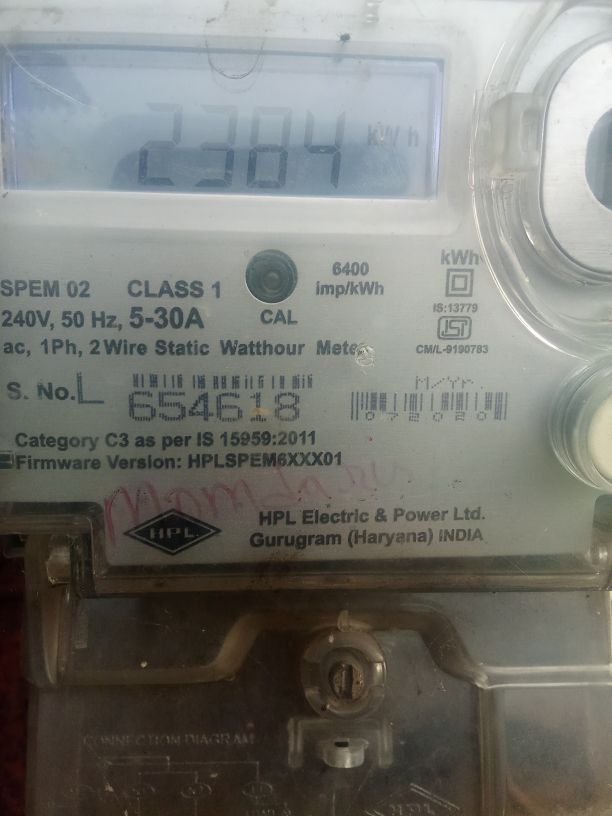 2384 kWh
SPEM 02 CLASS 1
6400
imp/kWh
kWh
240V, 50 Hz, 5-30A
CAL
IS:13779
ISI
CM/L-9190783
ac, 1Ph, 2 Wire Static Watthour Meter
S. No. L 654618
M/Yr.
072020
Category C3 as per IS 15959:2011
Firmware Version: HPLSPEM6XXX01
HPL
HPL Electric & Power Ltd.
Gurugram (Haryana) INDIA
CONNECTION DIAGRAM